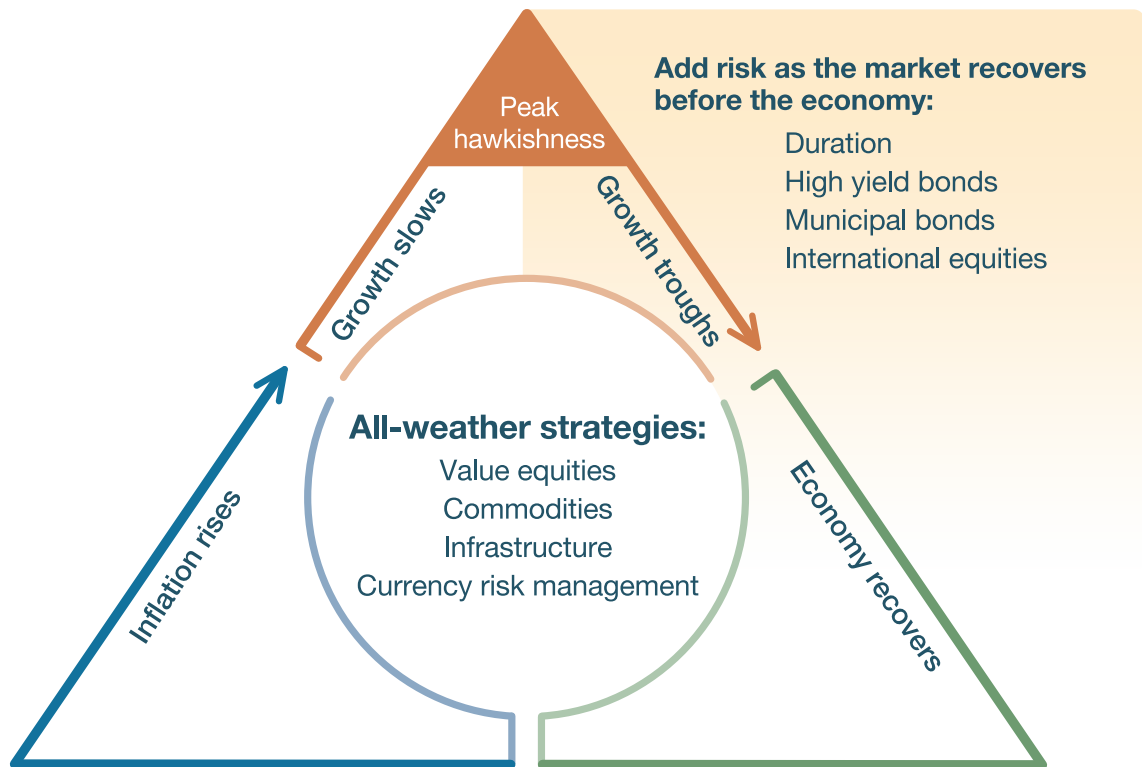 Add risk as the market recovers
before the economy:
Duration
High yield bonds
Municipal bonds
International equities
Peak
hawkishness
Growth slows
Growth troughs
All-weather strategies:
Value equities
Commodities
Infrastructure
Currency risk management
Inflation rises
Economy recovers